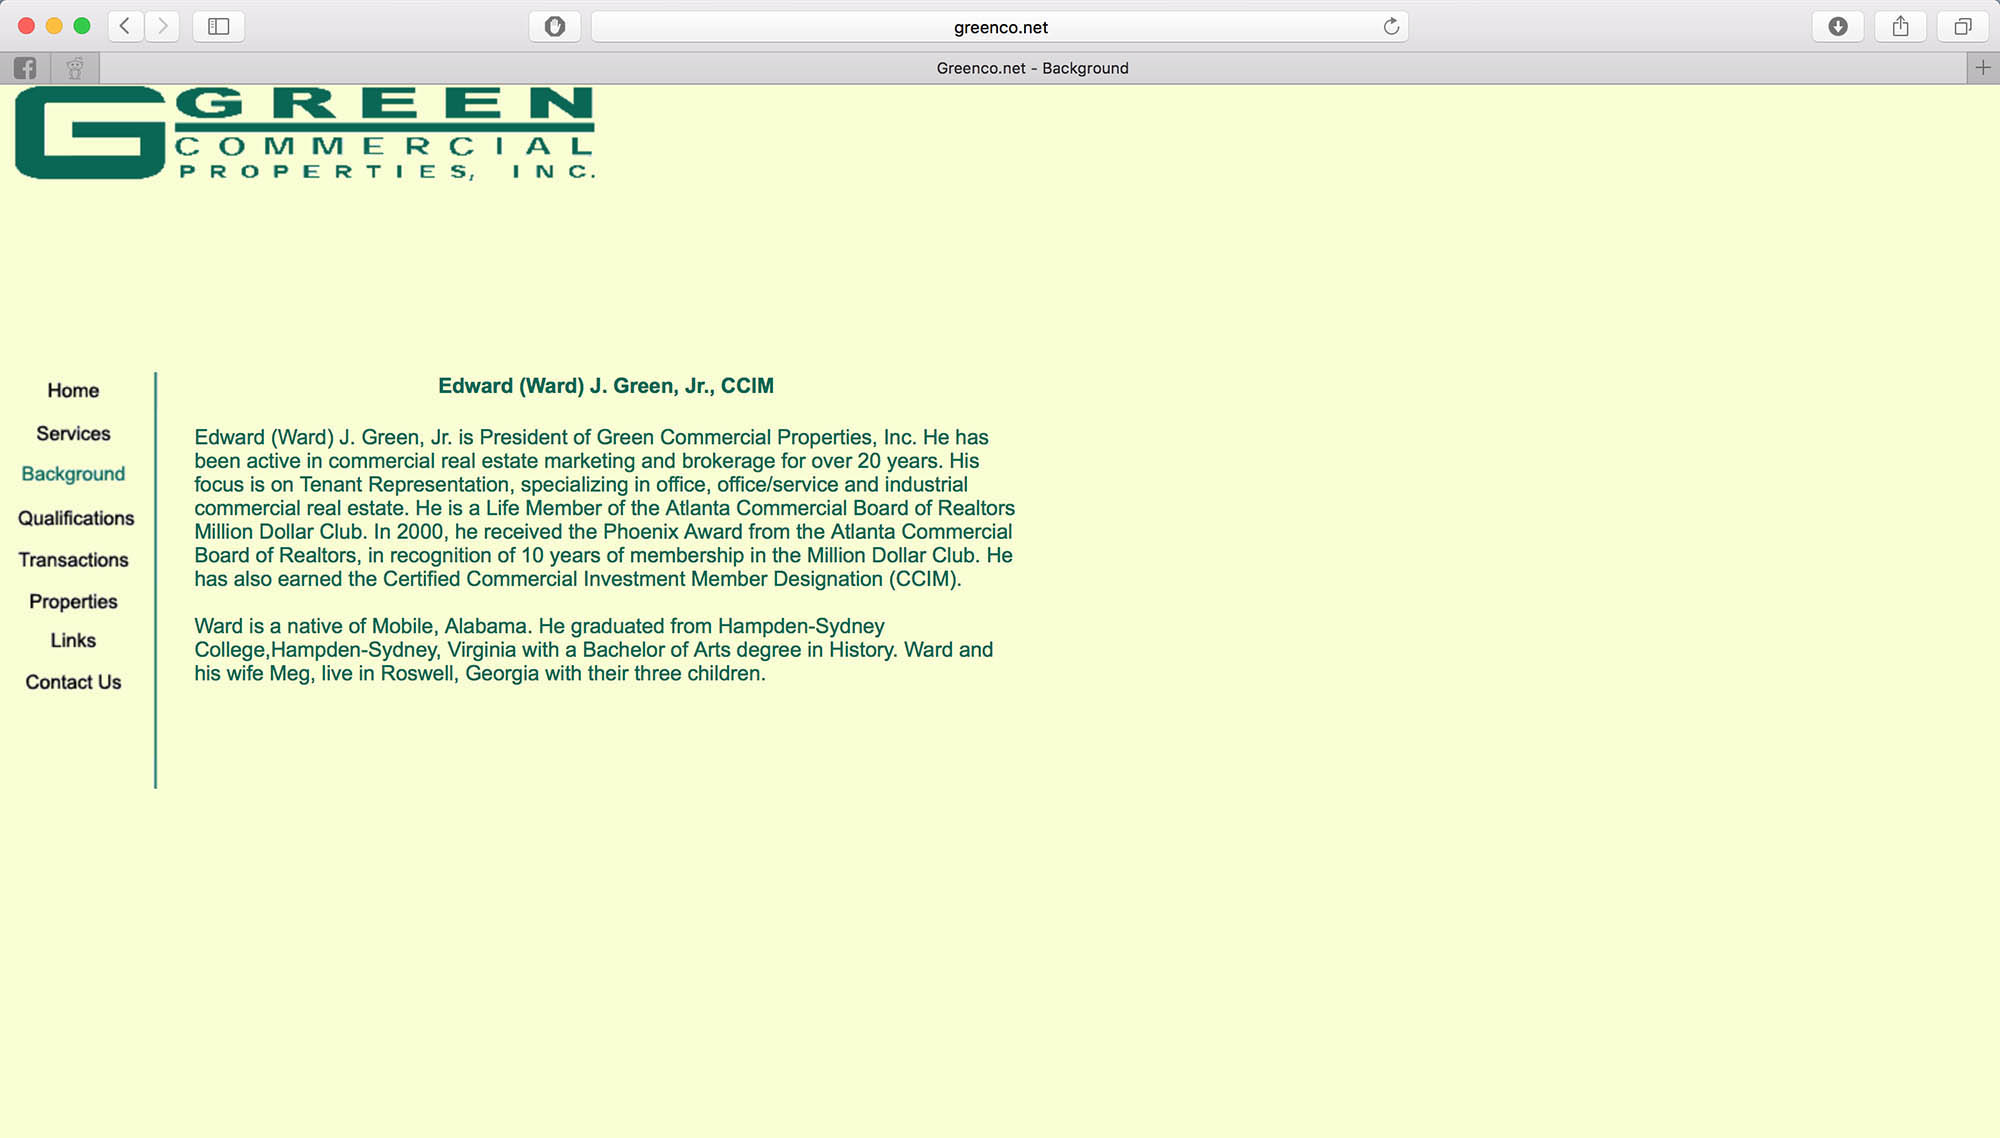 greenco.net
Greenco.net - Background
G GREEN
COMMERCIAL
PROPERTIES, INC.
Home
Services
Background
Qualifications
Transactions
Properties
Links
Contact Us
Edward (Ward) J. Green, Jr., CCIM
Edward (Ward) J. Green, Jr. is President of Green Commercial Properties, Inc. He has
been active in commercial real estate marketing and brokerage for over 20 years. His
focus is on Tenant Representation, specializing in office, office/service and industrial
commercial real estate. He is a Life Member of the Atlanta Commercial Board of Realtors
Million Dollar Club. In 2000, he received the Phoenix Award from the Atlanta Commercial
Board of Realtors, in recognition of 10 years of membership in the Million Dollar Club. He
has also earned the Certified Commercial Investment Member Designation (CCIM).
Ward is a native of Mobile, Alabama. He graduated from Hampden-Sydney
College,Hampden-Sydney, Virginia with a Bachelor of Arts degree in History. Ward and
his wife Meg, live in Roswell, Georgia with their three children.